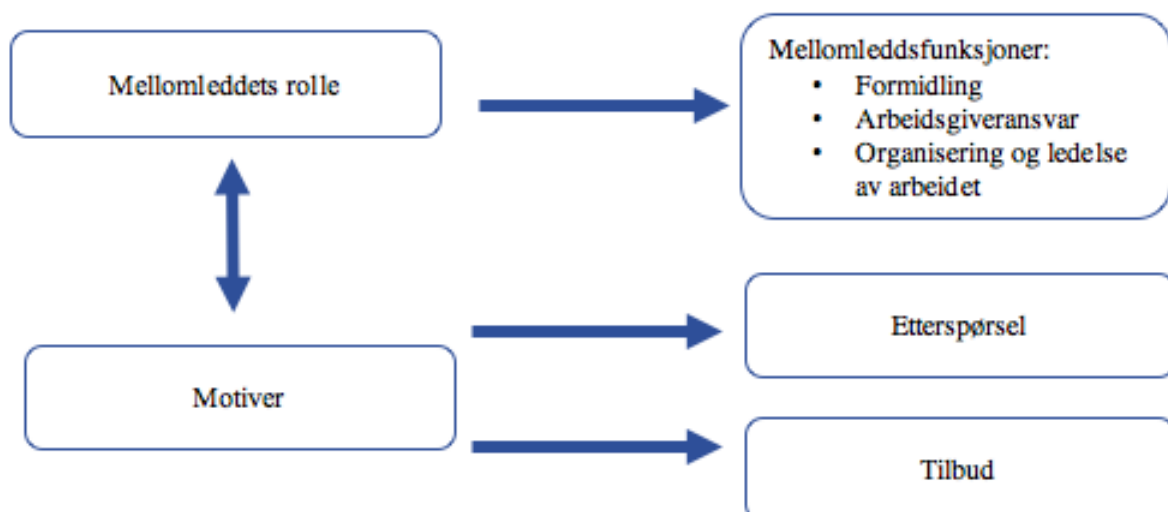 Mellomleddets rolle
Mellomleddsfunksjoner:
• Formidling
• Arbeidsgiveransvar
• Organisering og ledelse
av arbeidet
Motiver
Etterspørsel
Tilbud